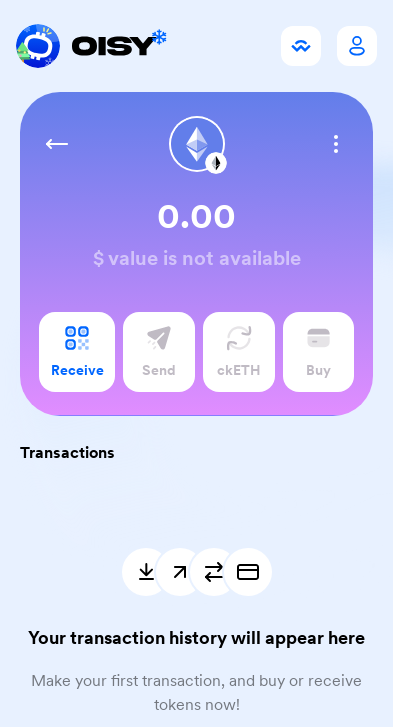 OISY
0.00
$ value is not available
Receive
Send
ckETH
Buy
Transactions
Your transaction history will appear here
Make your first transaction, and buy or receive
tokens now!